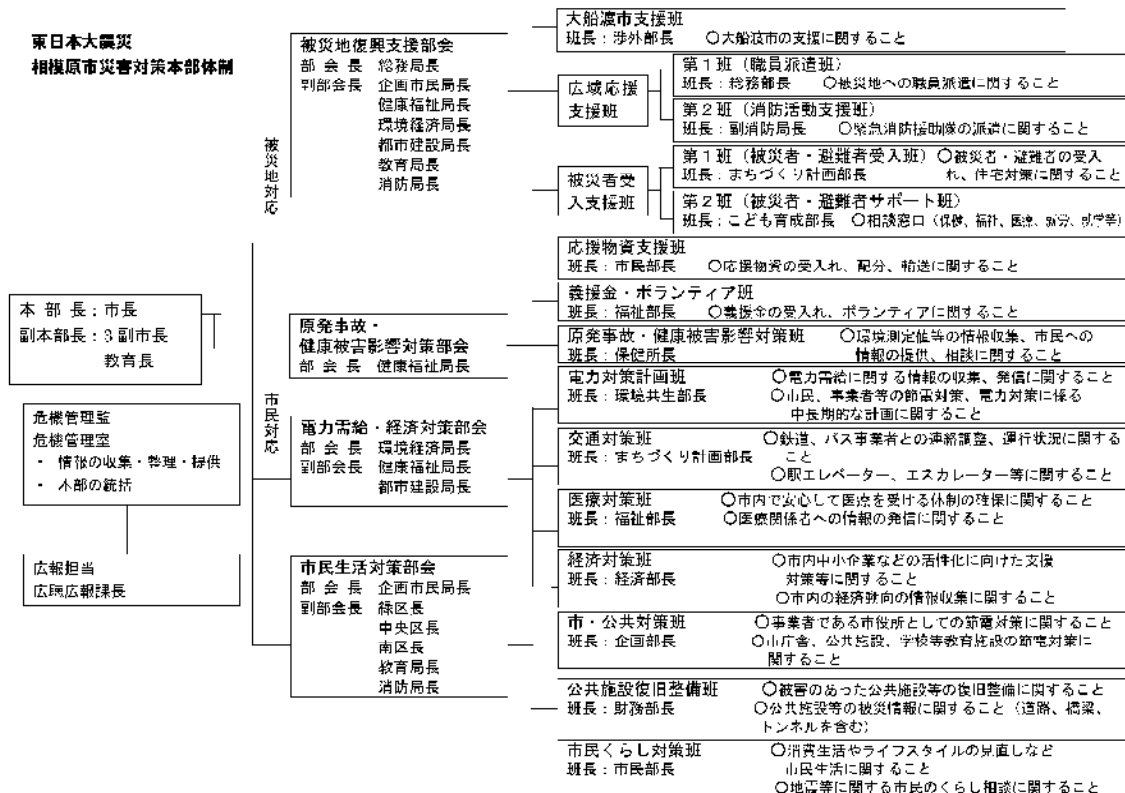 東日本大震災
相模原市災害対策本部体制
本 部 長：市長
副本部長：3副市長
教育長
危機管理監
危機管理室
・ 情報の収集・整理・提供
・ 本部の統括
広報担当
広聴広報課長
被災地対応
市民対応
被災地復興支援部会
部 会 長 総務局長
副部会長 企画市民局長
健康福祉局長
環境経済局長
都市建設局長
教育局長
消防局長
原発事故・
健康被害影響対策部会
部 会 長 健康福祉局長
電力需給・経済対策部会
部 会 長 環境経済局長
副部会長 健康福祉局長
都市建設局長
市民生活対策部会
部 会 長 企画市民局長
副部会長 緑区長
中央区長
南区長
教育局長
消防局長
大船渡市支援班
班長：渉外部長 ○大船渡市の支援に関すること
広域応援
支援班
第１班（職員派遣班）
班長：総務部長 ○被災地への職員派遣に関すること
第２班（消防活動支援班）
班長：副消防局長 ○緊急消防援助隊の派遣に関すること
被災者受
入支援班
第１班（被災者・避難者受入班）○被災者・避難者の受入
班長：まちづくり計画部長 れ、住宅対策に関すること
第２班（被災者・避難者サポート班）
班長：こども育成部長 ○相談窓口（保健、福祉、医療、就労、就学等）
応援物資支援班
班長：市民部長 ○応援物資の受入れ、配分、輸送に関すること
義援金・ボランティア班
班長：福祉部長 ○義援金の受入れ、ボランティアに関すること
原発事故・健康被害影響対策班 ○環境測定値等の情報収集、市民への
班長：保健所長 情報の提供、相談に関すること
電力対策計画班 ○電力需給に関する情報の収集、発信に関すること
班長：環境共生部長 ○市民、事業者等の節電対策、電力対策に係る
中長期的な計画に関すること
交通対策班 ○鉄道、バス事業者との連絡調整、運行状況に関する
班長：まちづくり計画部長 こと
○駅エレベーター、エスカレーター等に関すること
医療対策班 ○市内で安心して医療を受ける体制の確保に関すること
班長：福祉部長 ○医療関係者への情報の発信に関すること
経済対策班 ○市内中小企業などの活性化に向けた支援
班長：経済部長 対策等に関すること
○市内の経済動向の情報収集に関すること
市・公共対策班 ○事業者である市役所としての節電対策に関すること
班長：企画部長 ○市庁舎、公共施設、学校等教育施設の節電対策に
関すること
公共施設復旧整備班 ○被害のあった公共施設等の復旧整備に関すること
班長：財務部長 ○公共施設等の被災情報に関すること（道路、橋梁、
トンネルを含む）
市民くらし対策班 ○消費生活やライフスタイルの見直しなど
班長：市民部長 市民生活に関すること
○地震等に関する市民のくらし相談に関すること